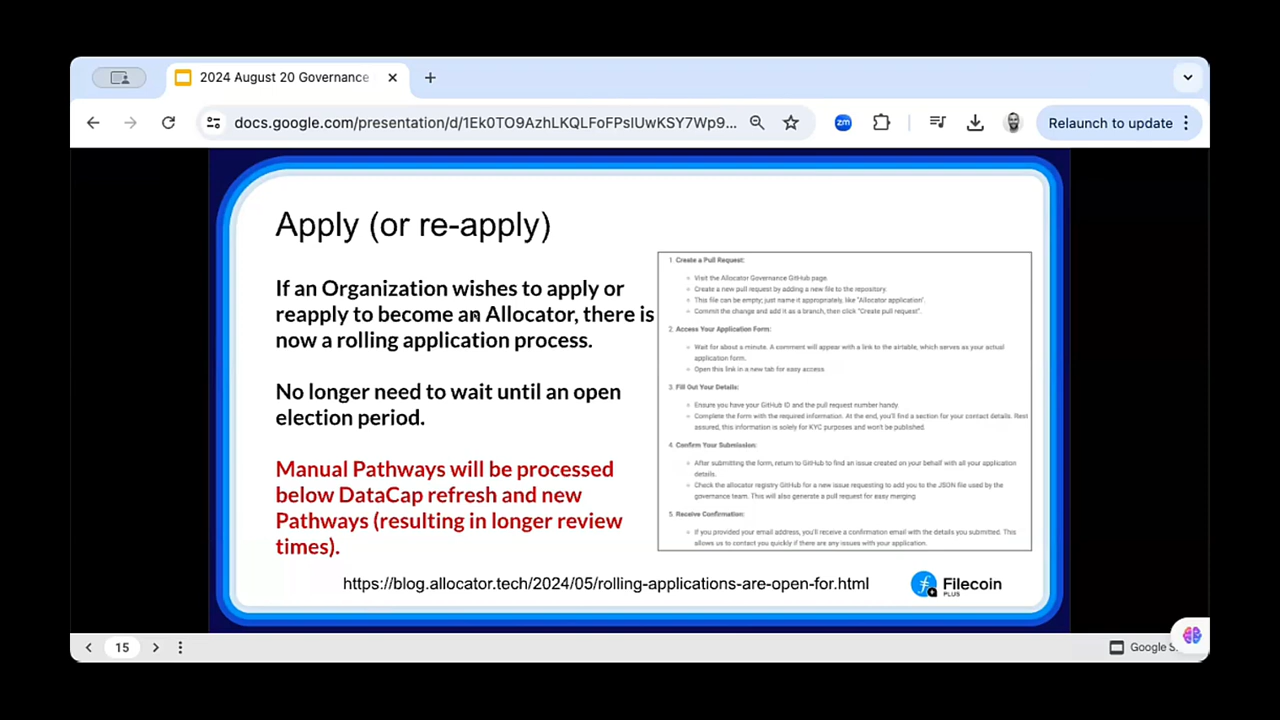 2024 August 20 Governance
docs.google.com/presentation/d/1Ek0TO9AzhLKQLFoFPsIUwKSY7Wp9...
zm
Relaunch to update
Apply (or re-apply)
If an Organization wishes to apply or
reapply to become an Allocator, there is
now a rolling application process.
No longer need to wait until an open
election period.
Manual Pathways will be processed
below DataCap refresh and new
Pathways (resulting in longer review
times).
1. Create a Pull Request:
Visit the Allocator Governance GitHub page.
Create a new pull request by adding a new file to the repository.
This file can be empty; just name it appropriately, like "Allocator application".
Commit the change and add it as a branch, then click "Create pull request".
2. Access Your Application Form:
Wait for about a minute. A comment will appear with a link to the airtable, which serves as your actual
application form.
Open this link in a new tab for easy access
3. Fill Out Your Details:
Ensure you have your GitHub ID and the pull request number handy.
Complete the form with the required information. At the end, you'll find a section for your contact details. Rest
assured, this information is solely for KYC purposes and won't be published.
4. Confirm Your Submission:
After submitting the form, return to GitHub to find an issue created on your behalf with all your application
details.
Check the allocator registry GitHub for a new issue requesting to add you to the JSON file used by the
governance team. This will also generate a pull request for easy merging
5. Receive Confirmation:
If you provided your email address, you'll receive a confirmation email with the details you submitted. This
allows us to contact you quickly if there are any issues with your application.
https://blog.allocator.tech/2024/05/rolling-applications-are-open-for.html
Filecoin
PLUS
15
Google S